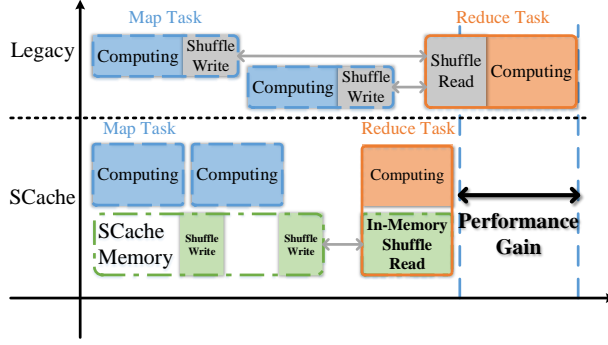 Map Task
Reduce Task
Legacy
Computing
Shuffle
Write
Computing
Shuffle
Write
Shuffle
Read
Computing
Map Task
Reduce Task
SCache
Computing
Computing
Computing
SCache
Memory
Shuffle
Write
Shuffle
Write
In-Memory
Shuffle
Read
Performance
Gain